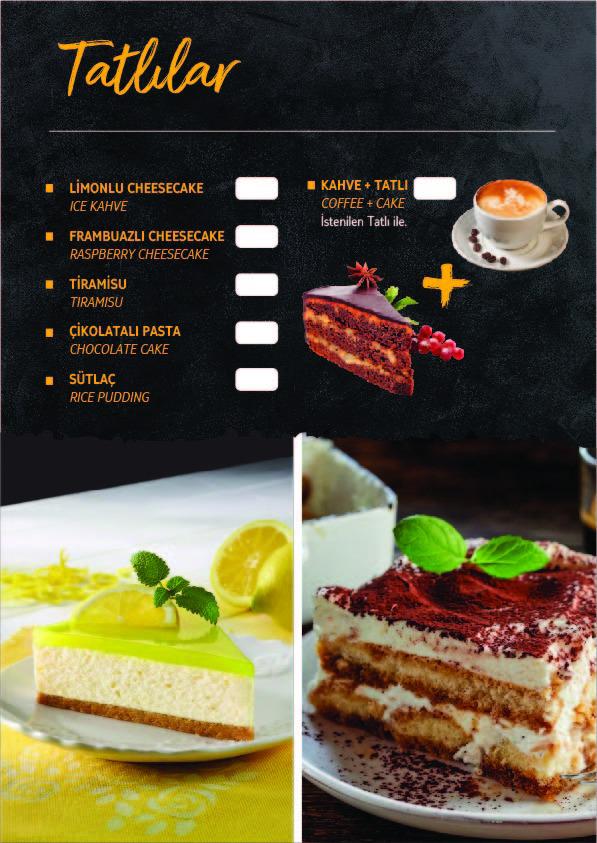 Tatlılar
LİMONLU CHEESECAKE
ICE KAHVE
FRAMBUAZLI CHEESECAKE
RASPBERRY CHEESECAKE
TİRAMİSU
TIRAMISU
ÇİKOLATALI PASTA
CHOCOLATE CAKE
SÜTLAÇ
RICE PUDDING
KAHVE + TATLI
COFFEE + CAKE
İstenilen Tatlı ile.